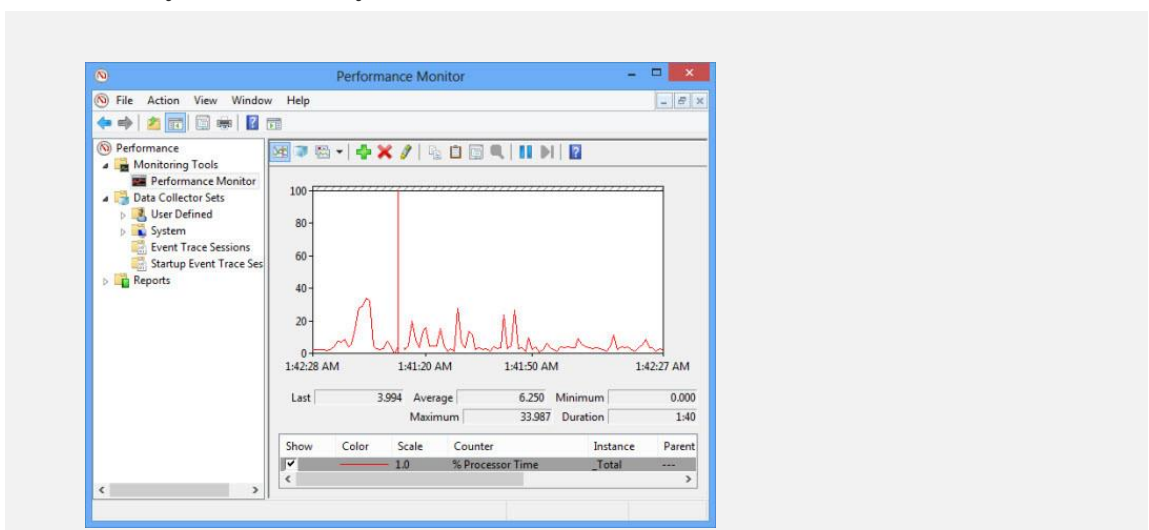 Performance Monitor
File Action View Window Help
Performance
Monitoring Tools
Performance Monitor
Data Collector Sets
User Defined
System
Event Trace Sessions
Startup Event Trace Ses
Reports
100
80
60
40
20
0
1:42:28 AM 1:41:20 AM 1:41:50 AM 1:42:27 AM
Last 3.994 Average 6.250 Minimum 0.000
Maximum 33.987 Duration 1:40
Show Color Scale Counter Instance Parent
1.0 % Processor Time _Total ---